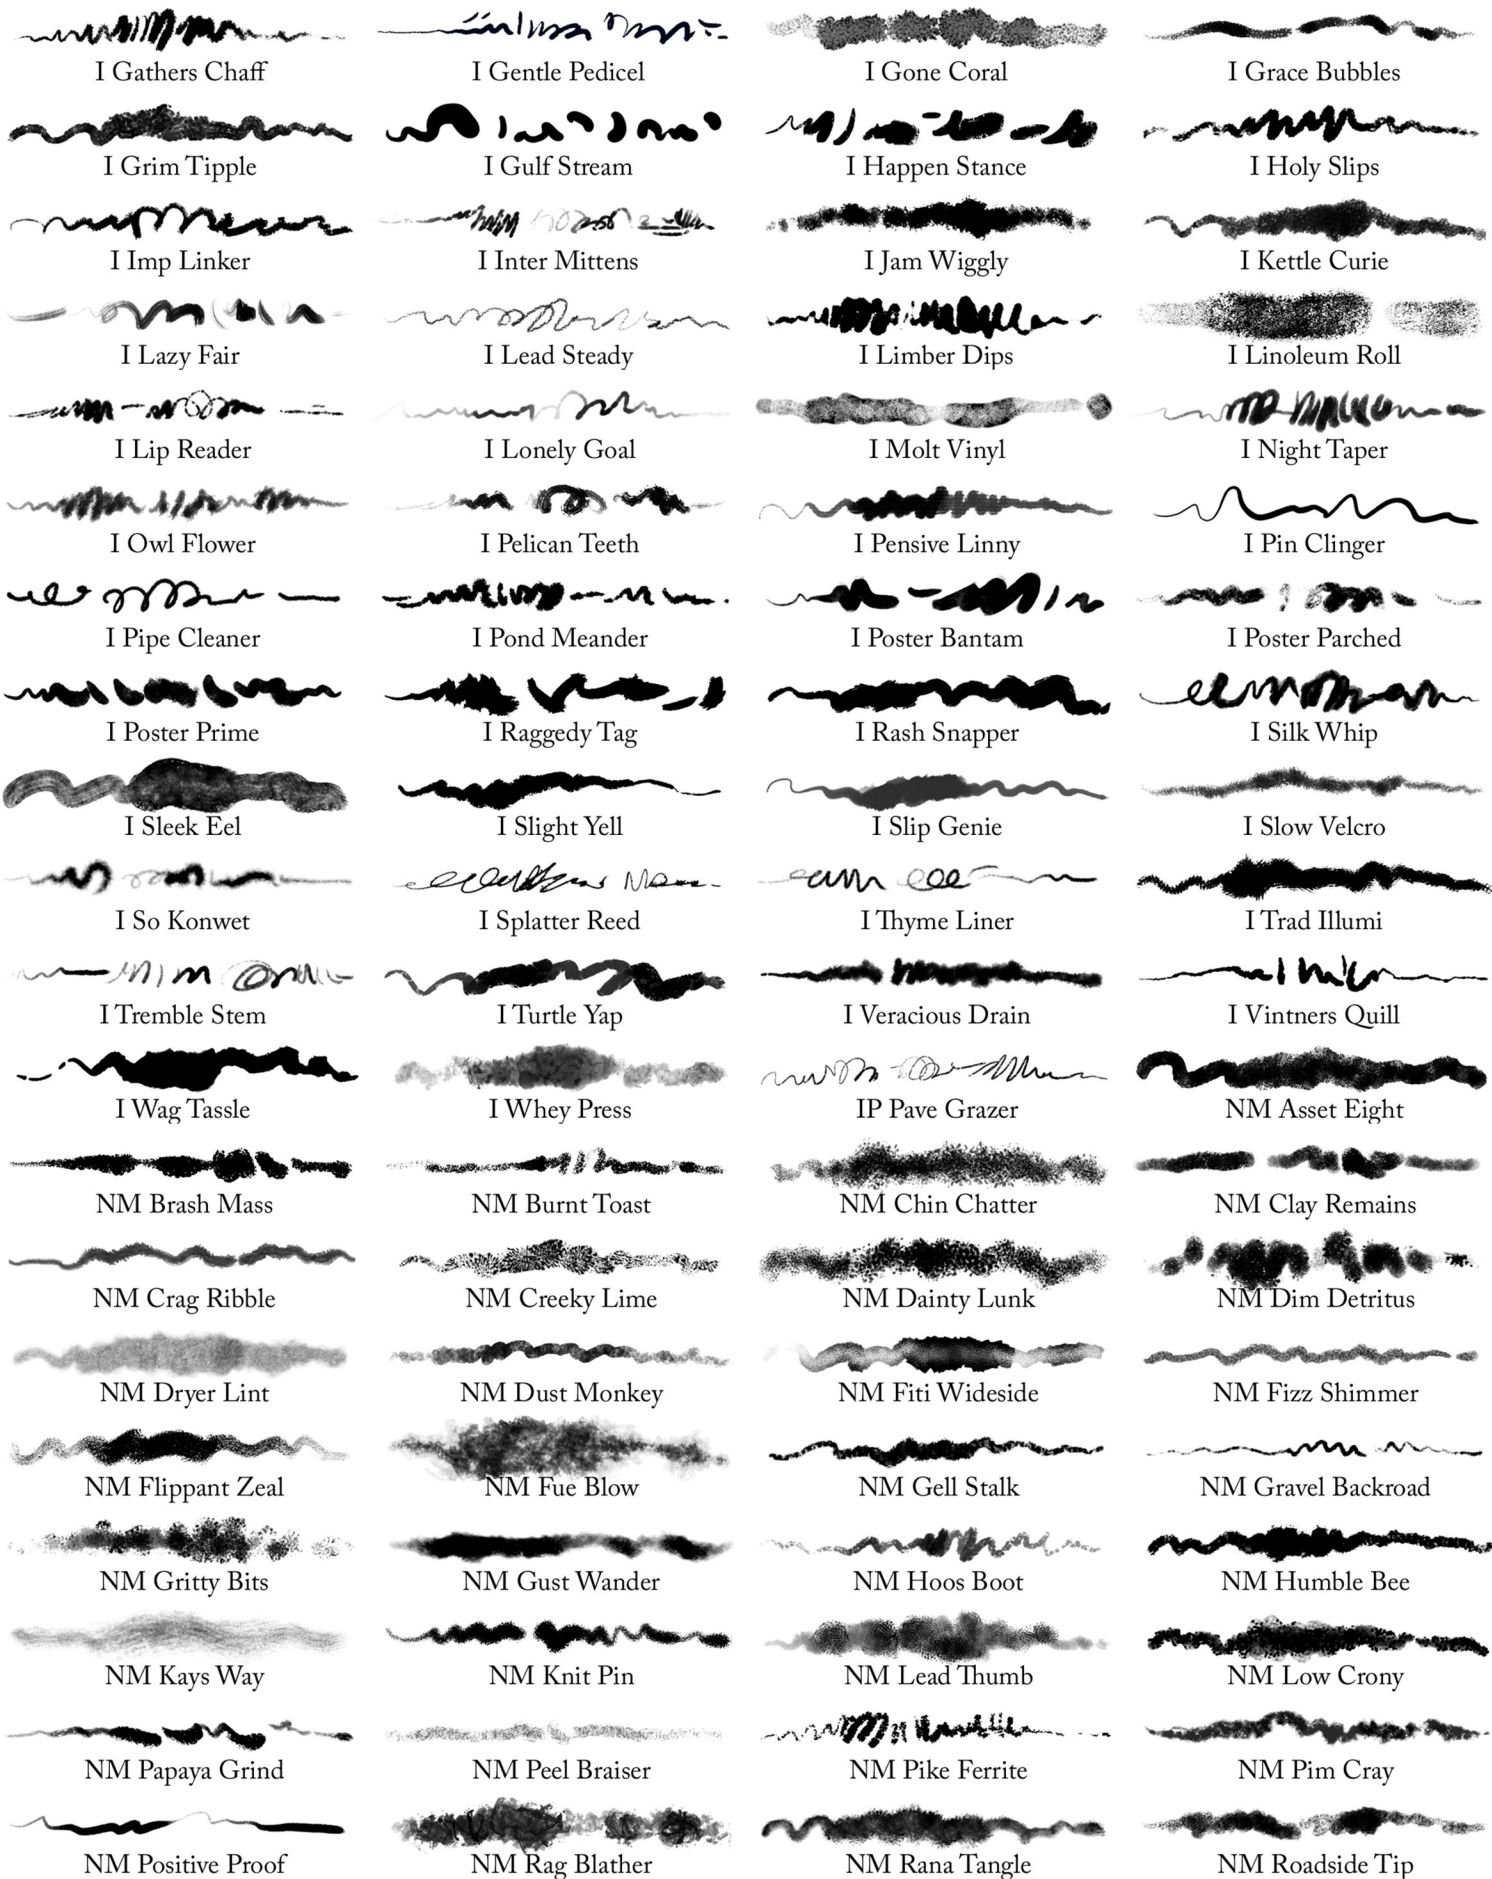 I Gathers Chaff
I Gentle Pedicel
I Gone Coral
I Grace Bubbles
I Grim Tipple
I Gulf Stream
I Happen Stance
I Holy Slips
I Imp Linker
I Inter Mittens
I Jam Wiggly
I Kettle Curie
I Lazy Fair
I Lead Steady
I Limber Dips
I Linoleum Roll
I Lip Reader
I Lonely Goal
I Molt Vinyl
I Night Taper
I Owl Flower
I Pelican Teeth
I Pensive Linny
I Pin Clinger
I Pipe Cleaner
I Pond Meander
I Poster Bantam
I Poster Parched
I Poster Prime
I Raggedy Tag
I Rash Snapper
I Silk Whip
I Sleek Eel
I Slight Yell
I Slip Genie
I Slow Velcro
I So Konwet
I Splatter Reed
I Thyme Liner
I Trad Illumi
I Tremble Stem
I Turtle Yap
I Veracious Drain
I Vintners Quill
I Wag Tassle
I Whey Press
IP Pave Grazer
NM Asset Eight
NM Brash Mass
NM Burnt Toast
NM Chin Chatter
NM Clay Remains
NM Crag Ribble
NM Creeky Lime
NM Dainty Lunk
NM Dim Detritus
NM Dryer Lint
NM Dust Monkey
NM Fiti Wideside
NM Fizz Shimmer
NM Flippant Zeal
NM Fue Blow
NM Gell Stalk
NM Gravel Backroad
NM Gritty Bits
NM Gust Wander
NM Hoos Boot
NM Humble Bee
NM Kays Way
NM Knit Pin
NM Lead Thumb
NM Low Crony
NM Papaya Grind
NM Peel Braiser
NM Pike Ferrite
NM Pim Cray
NM Positive Proof
NM Rag Blather
NM Rana Tangle
NM Roadside Tip